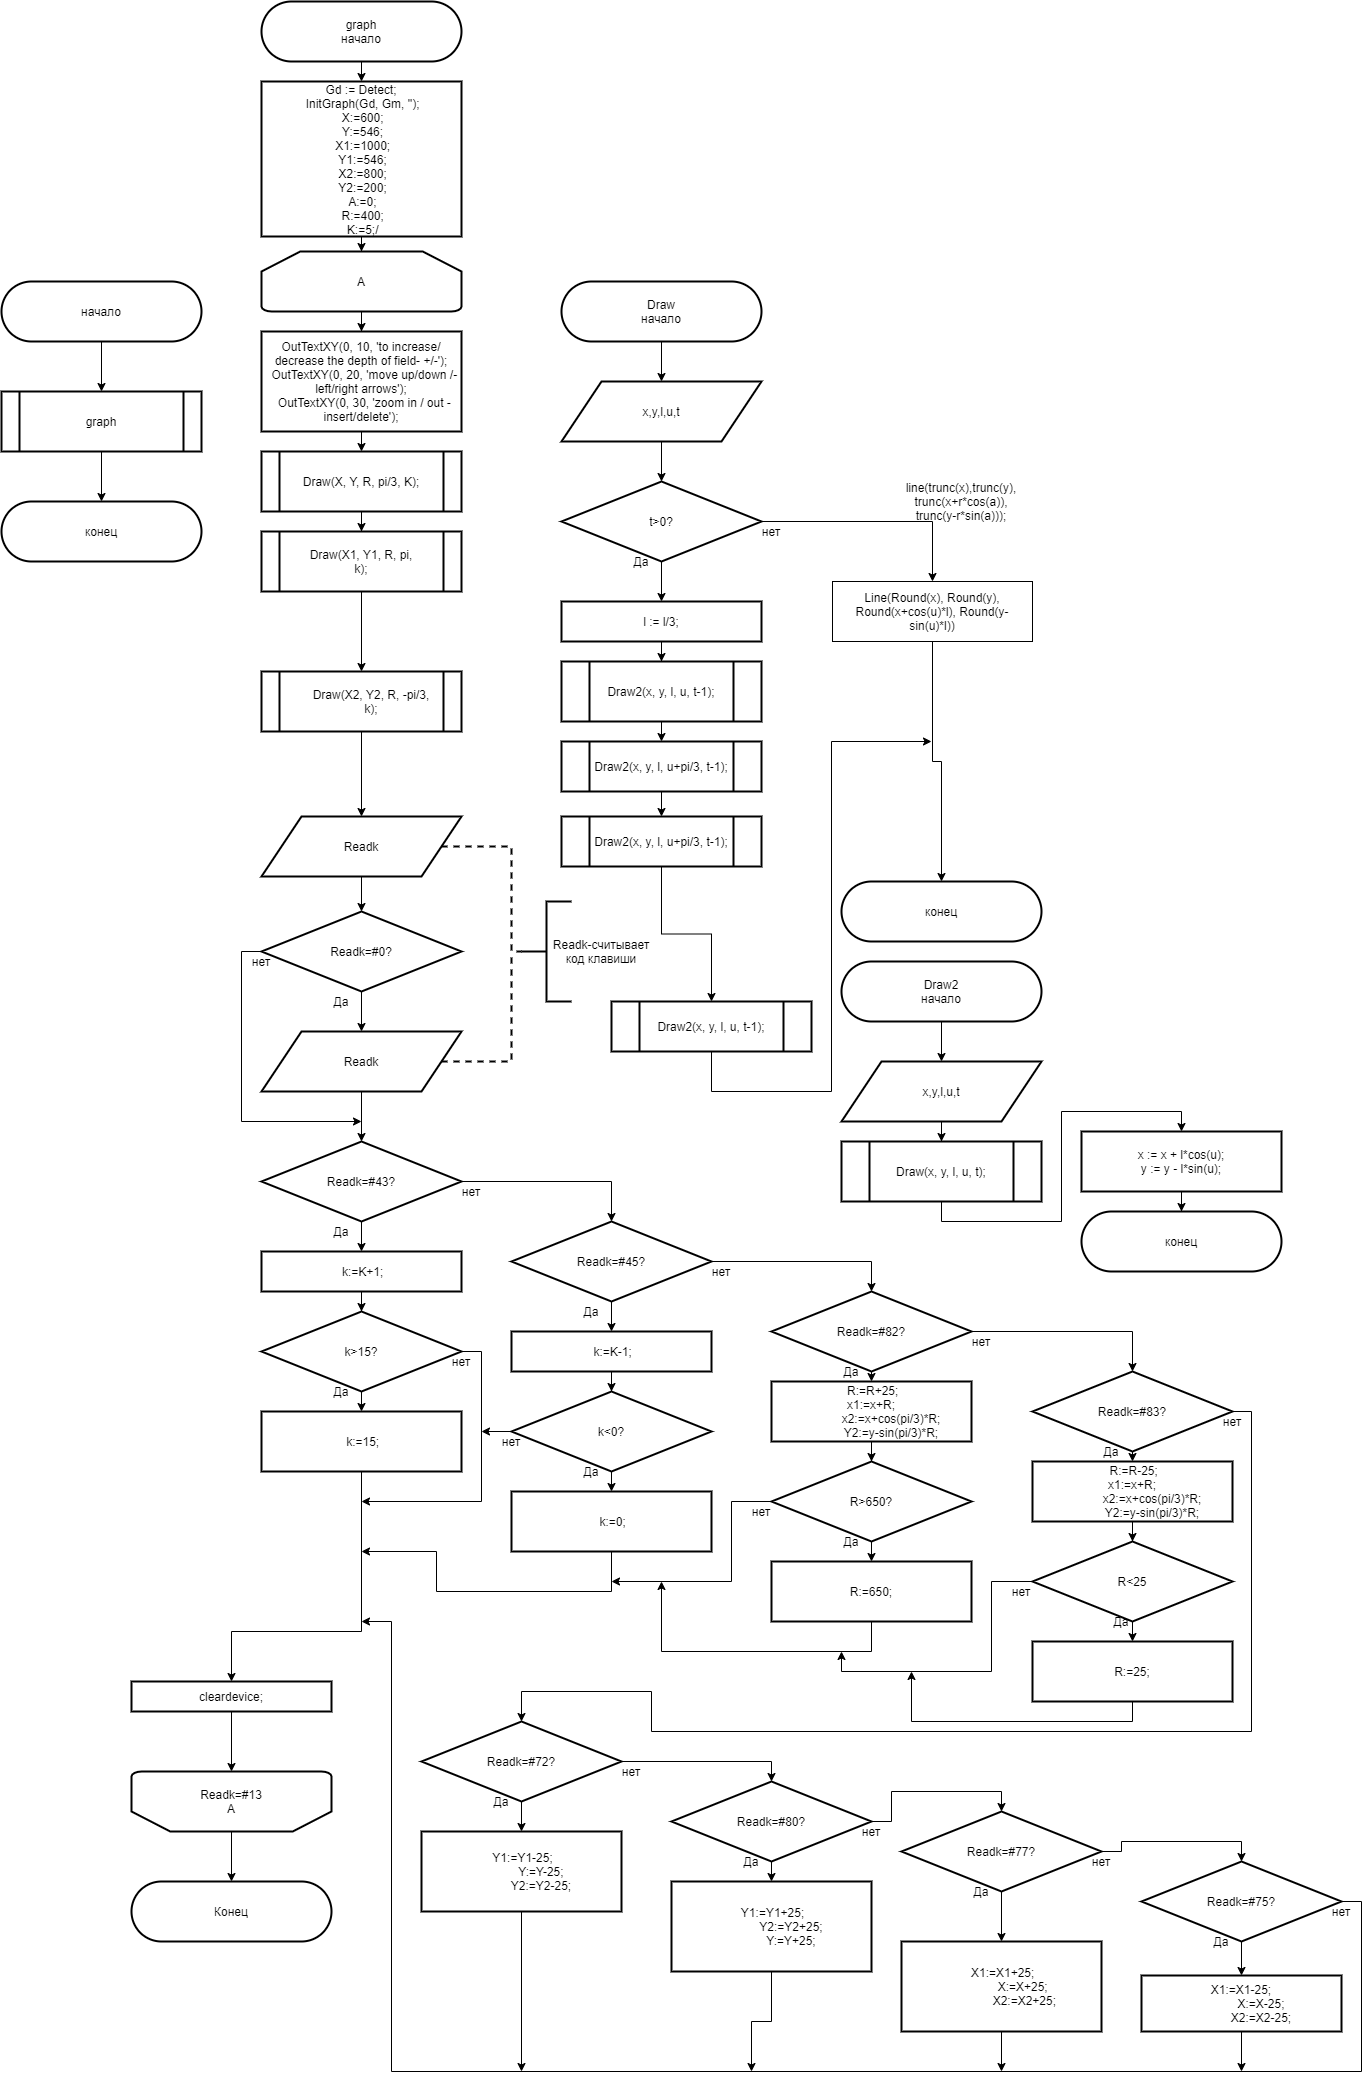 graph
начало
Gd := Detect;
InitGraph(Gd, Gm, '');
X:=600;
Y:=546;
X1:=1000;
Y1:=546;
X2:=800;
Y2:=200;
A:=0;
R:=400;
K:=5;/
A
OutTextXY(0, 10, 'to increase/
decrease the depth of field- +/-');
OutTextXY(0, 20, 'move up/down /-
left/right arrows');
OutTextXY(0, 30, 'zoom in / out -
insert/delete');
Draw(X, Y, R, pi/3, K);
Draw(X1, Y1, R, pi,
k);
Draw(X2, Y2, R, -pi/3,
k);
Readk
Readk=#0?
нет
Да
Readk
Readk-считывает
код клавиши
начало
graph
конец
Draw
начало
x,y,l,u,t
t>0?
нет
Да
line(trunc(x),trunc(y),
trunc(x+r*cos(a)),
trunc(y-r*sin(a)));
Line(Round(x), Round(y),
Round(x+cos(u)*l), Round(y-
sin(u)*l))
l := l/3;
Draw2(x, y, l, u, t-1);
Draw2(x, y, l, u+pi/3, t-1);
Draw2(x, y, l, u+pi/3, t-1);
Draw2(x, y, l, u, t-1);
конец
Draw2
начало
x,y,l,u,t
Draw(x, y, l, u, t);
x := x + l*cos(u);
y := y - l*sin(u);
конец
Readk=#43?
нет
Да
k:=K+1;
k>15?
нет
Да
k:=15;
Readk=#45?
нет
Да
k:=K-1;
k<0?
нет
Да
k:=0;
Readk=#82?
нет
Да
R:=R+25;
x1:=x+R;
x2:=x+cos(pi/3)*R;
Y2:=y-sin(pi/3)*R;
R>650?
нет
Да
R:=650;
Readk=#83?
нет
Да
R:=R-25;
x1:=x+R;
x2:=x+cos(pi/3)*R;
Y2:=y-sin(pi/3)*R;
R<25
нет
Да
R:=25;
cleardevice;
Readk=#13
A
Конец
Readk=#72?
нет
Да
Y1:=Y1-25;
Y:=Y-25;
Y2:=Y2-25;
Readk=#80?
нет
Да
Y1:=Y1+25;
Y2:=Y2+25;
Y:=Y+25;
Readk=#77?
нет
Да
X1:=X1+25;
X:=X+25;
X2:=X2+25;
Readk=#75?
нет
Да
X1:=X1-25;
X:=X-25;
X2:=X2-25;